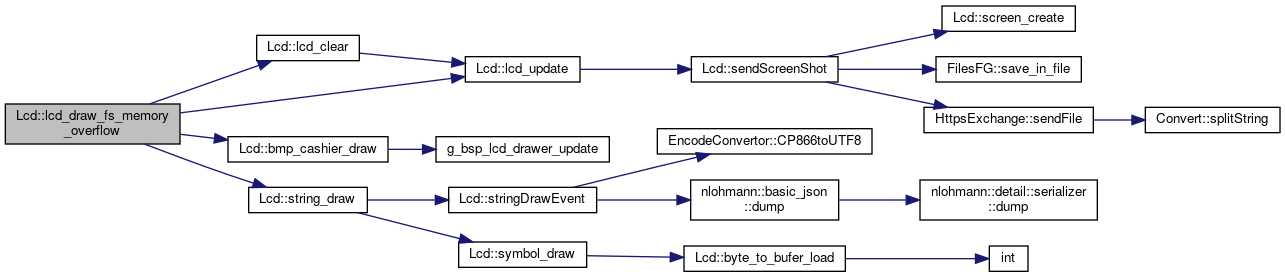 Lcd::lcd_draw_fs_memory
_overflow
Lcd::lcd_clear
Lcd::lcd_update
Lcd::sendScreenShot
Lcd::screen_create
FilesFG::save_in_file
HttpsExchange::sendFile
Convert::splitString
Lcd::bmp_cashier_draw
g_bsp_lcd_drawer_update
Lcd::string_draw
Lcd::stringDrawEvent
EncodeConvertor::CP866toUTF8
nlohmann::basic_json
::dump
nlohmann::detail::serializer
::dump
Lcd::symbol_draw
Lcd::byte_to_bufer_load
int